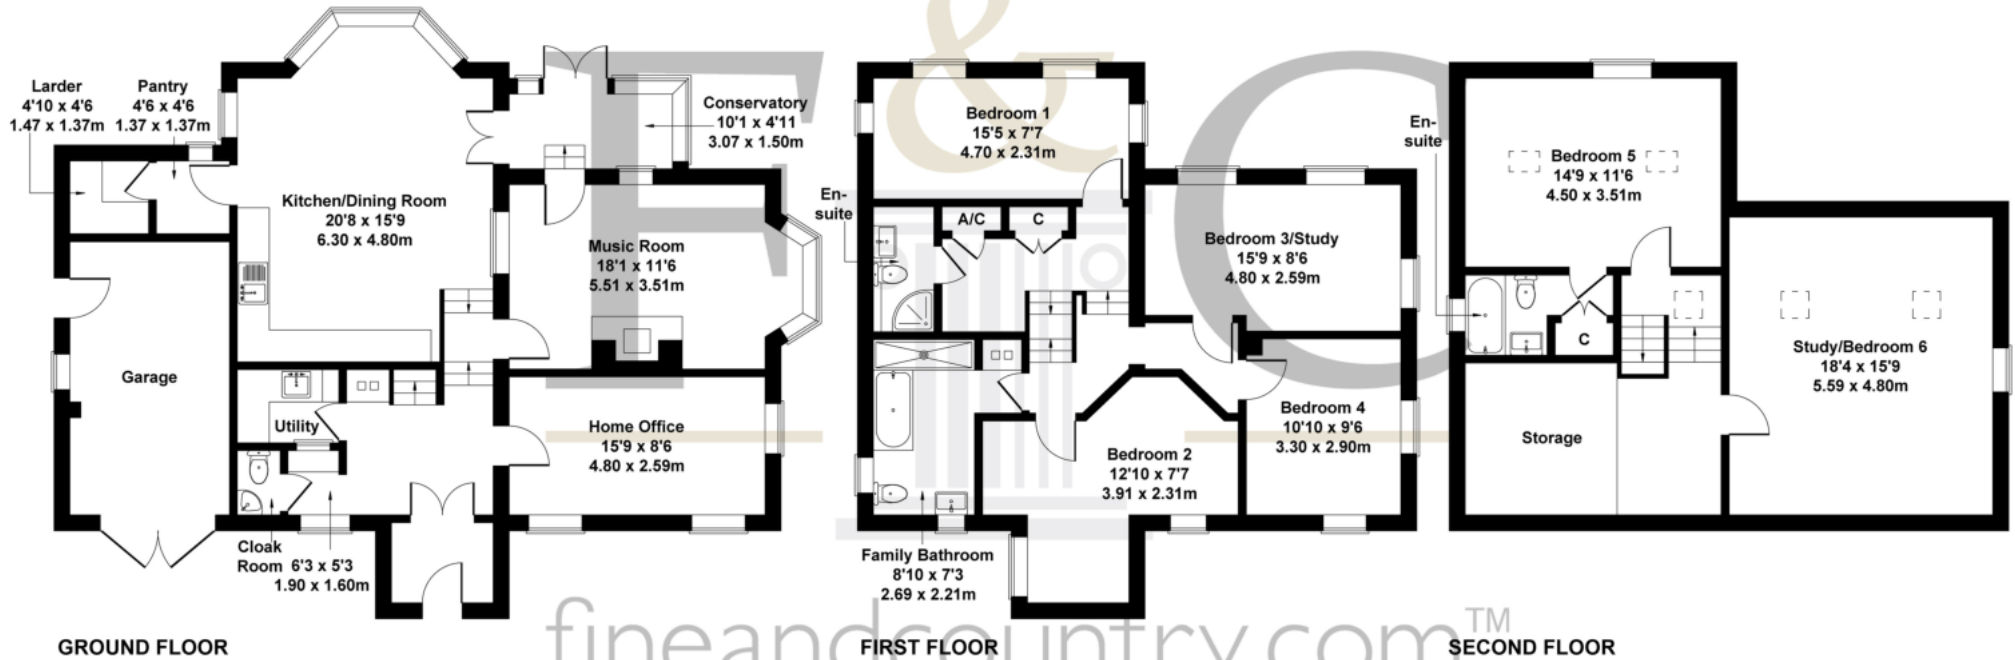 Larder
4'10 x 4'6
1.47 x 1.37m
Pantry
4'6 x 4'6
1.37 x 1.37m
Conservatory
10'1 x 4'11
3.07 x 1.50m
Kitchen/Dining Room
20'8 x 15'9
6.30 x 4.80m
Music Room
18'1 x 11'6
5.51 x 3.51m
Garage
Utility
Home Office
15'9 x 8'6
4.80 x 2.59m
Cloak
Room
6'3 x 5'3
1.90 x 1.60m
GROUND FLOOR
F & C
Bedroom 1
15'5 x 7'7
4.70 x 2.31m
En-
suite
A/C
C
Bedroom 3/Study
15'9 x 8'6
4.80 x 2.59m
Bedroom 4
10'10 x 9'6
3.30 x 2.90m
Bedroom 2
12'10 x 7'7
3.91 x 2.31m
Family Bathroom
8'10 x 7'3
2.69 x 2.21m
FIRST FLOOR
En-
suite
Bedroom 5
14'9 x 11'6
4.50 x 3.51m
C
Study/Bedroom 6
18'4 x 15'9
5.59 x 4.80m
Storage
SECOND FLOOR
fineandcountry.com™